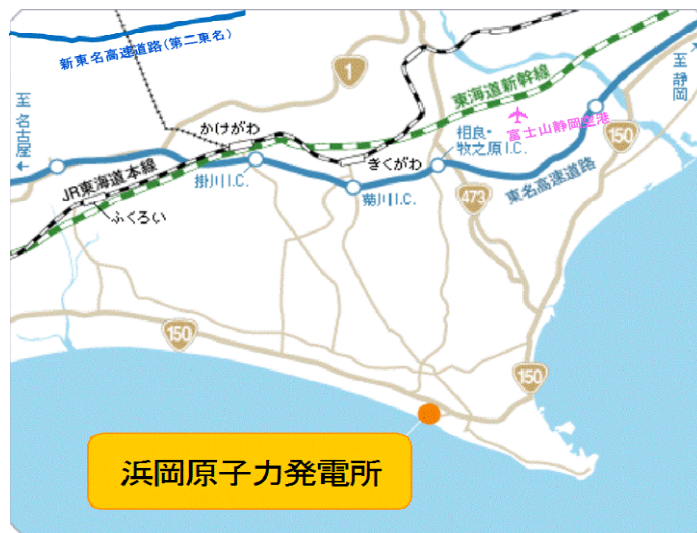 新東名高速道路(第二東名)
1
至名古屋
至静岡
東海道新幹線
富士山静岡空港
150
かけがわ
相良・
牧之原I.C.
きくがわ
JR東海道本線
掛川I.C.
菊川I.C.
473
東名高速道路
ふくろい
150
150
浜岡原子力発電所